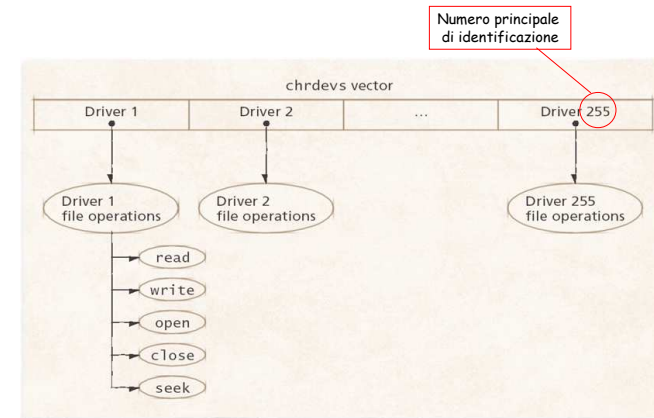 Numero principale
di identificazione
chrdevs vector
Driver 1
Driver 2
...
Driver 255
Driver 1
file operations
Driver 2
file operations
Driver 255
file operations
read
write
open
close
seek